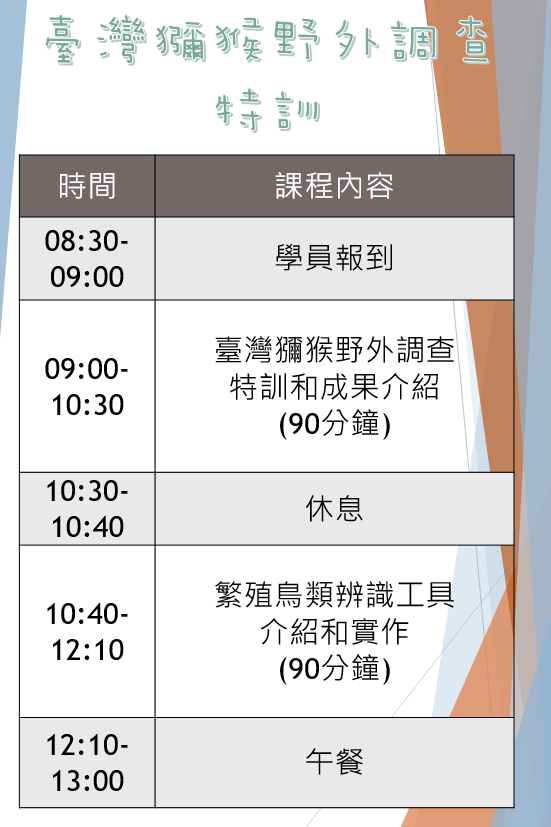 臺灣獼猴野外調查
特訓
時間
課程內容
08:30-
09:00
學員報到
09:00-
10:30
臺灣獼猴野外調查
特訓和成果介紹
(90分鐘)
10:30-
10:40
休息
10:40-
12:10
繁殖鳥類辨識工具
介紹和實作
(90分鐘)
12:10-
13:00
午餐